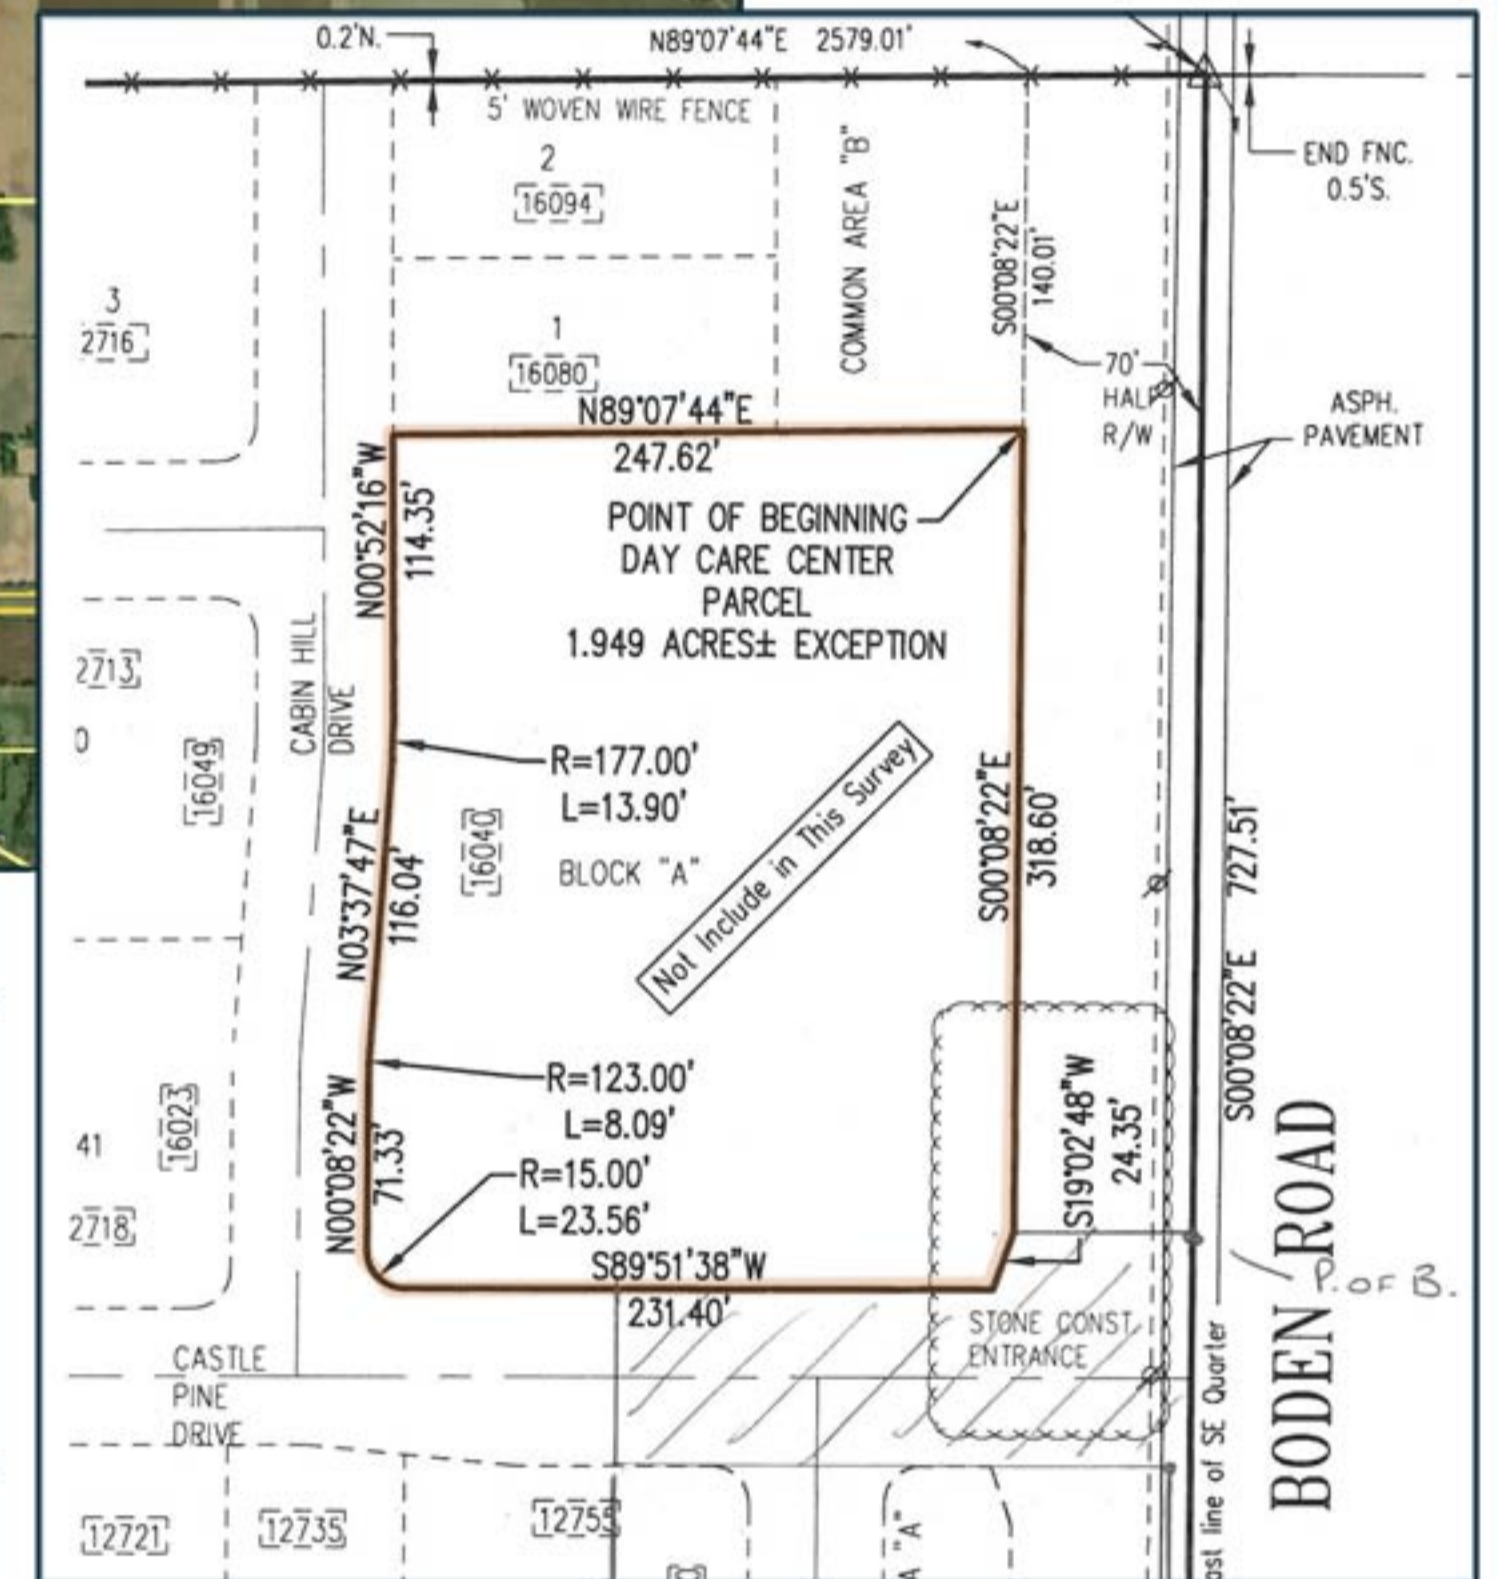 0.2'N.
N89°07'44"E 2579.01'
5' WOVEN WIRE FENCE
END FNC.
0.5'S.
2
16094
COMMON AREA "B"
S00°08'22"E
140.01'
3
2716
1
16080
70'
HALF
R/W
ASPH.
PAVEMENT
N89°07'44"E
247.62'
N00°52'16"W
114.35'
POINT OF BEGINNING
DAY CARE CENTER
PARCEL
1.949 ACRES± EXCEPTION
2713
0
16049
CABIN HILL
DRIVE
R=177.00'
L=13.90'
N03°37'47"E
116.04'
16040
BLOCK "A"
Not Include in This Survey
S00°08'22"E
318.60'
S00°08'22"E 727.51'
R=123.00'
L=8.09'
N00°08'22"W
71.33'
R=15.00'
L=23.56'
S19°02'48"W
24.35'
41
16023
2718
S89°51'38"W
231.40'
BODEN ROAD
P. OF B.
STONE CONST
ENTRANCE
CASTLE
PINE
DRIVE
ast line of SE Quarter
12721
12735
12755
A "A"